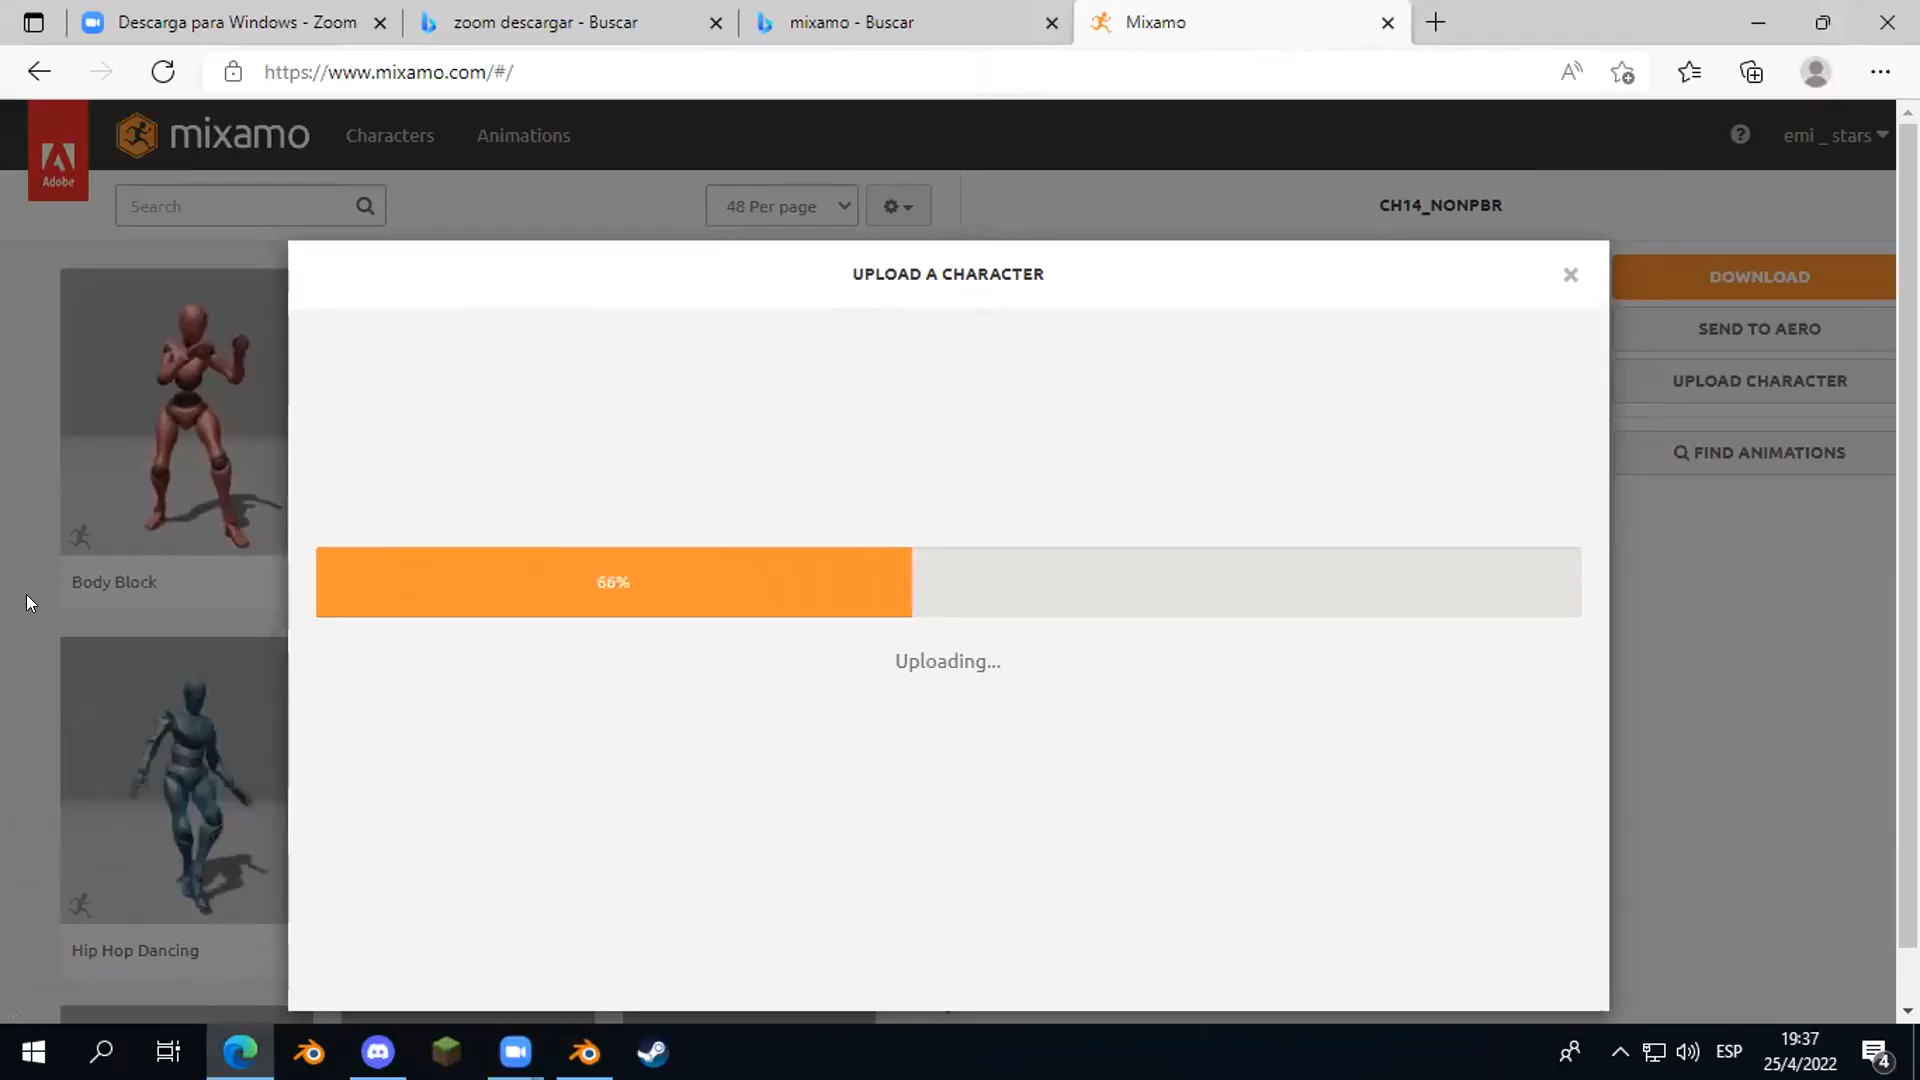 Descarga para Windows - Zoom
zoom descargar - Buscar
mixamo - Buscar
Mixamo
https://www.mixamo.com/#/
Adobe
mixamo
Characters
Animations
emi _ stars
Search
48 Per page
CH14_NONPBR
UPLOAD A CHARACTER
DOWNLOAD
SEND TO AERO
UPLOAD CHARACTER
FIND ANIMATIONS
66%
Body Block
Uploading...
Hip Hop Dancing
ESP
19:37
25/4/2022
4